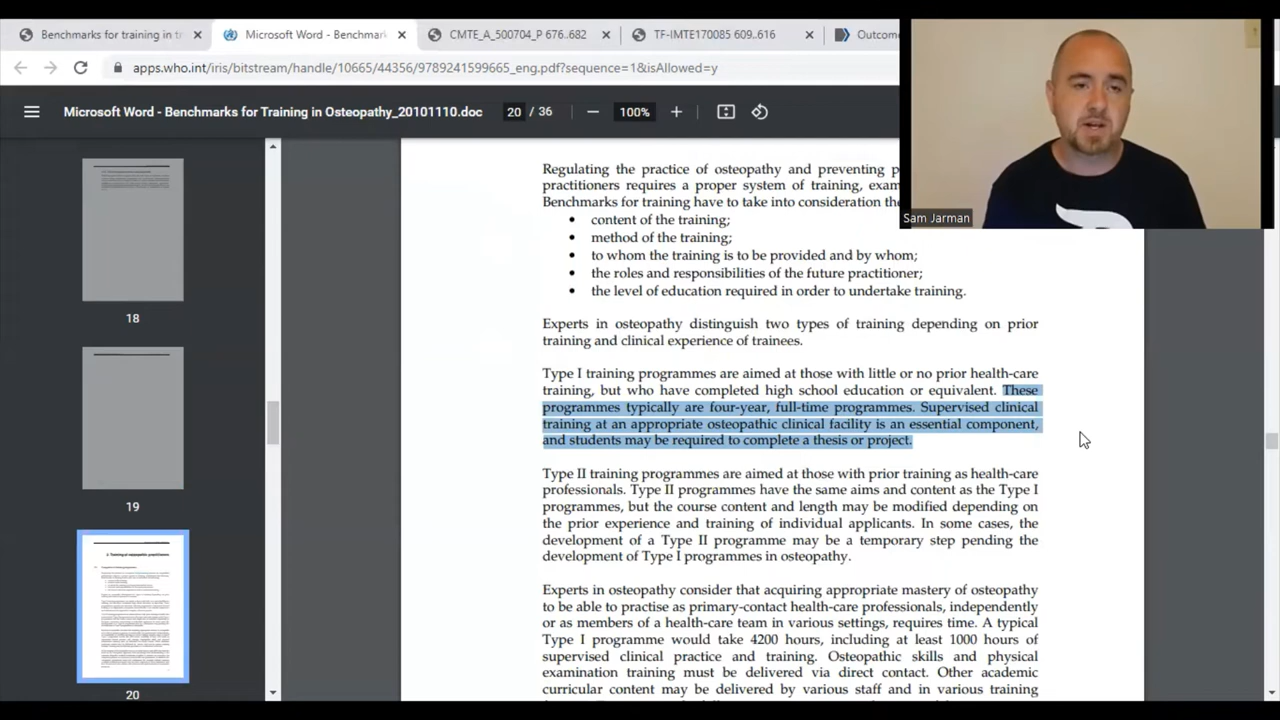 Benchmarks for training in tr
Microsoft Word - Benchmark
CMTE_A_500704_P 676..682
TF-IMTE170085 609..616
Outcom
apps.who.int/iris/bitstream/handle/10665/44356/9789241599665_eng.pdf?sequence=1&isAllowed=y
Microsoft Word - Benchmarks for Training in Osteopathy_20101110.doc
20 / 36
100%
Sam Jarman
18
19
20
Regulating the practice of osteopathy and preventing p
practitioners requires a proper system of training, exam
Benchmarks for training have to take into consideration the
• content of the training;
• method of the training;
• to whom the training is to be provided and by whom;
• the roles and responsibilities of the future practitioner;
• the level of education required in order to undertake training.
Experts in osteopathy distinguish two types of training depending on prior
training and clinical experience of trainees.
Type I training programmes are aimed at those with little or no prior health-care
training, but who have completed high school education or equivalent. These
programmes typically are four-year, full-time programmes. Supervised clinical
training at an appropriate osteopathic clinical facility is an essential component,
and students may be required to complete a thesis or project.
Type II training programmes are aimed at those with prior training as health-care
professionals. Type II programmes have the same aims and content as the Type I
programmes, but the course content and length may be modified depending on
the prior experience and training of individual applicants. In some cases, the
development of a Type II programme may be a temporary step pending the
development of Type I programmes in osteopathy.
Experts in osteopathy consider that acquiring appropriate mastery of osteopathy
to be able to practise as primary-contact health-care professionals, independently
or as members of a health-care team in various settings, requires time. A typical
Type I programme would take 4200 hours, including at least 1000 hours of
supervised clinical practice and training. Osteopathic skills and physical
examination training must be delivered via direct contact. Other academic
curricular content may be delivered by various staff and in various training